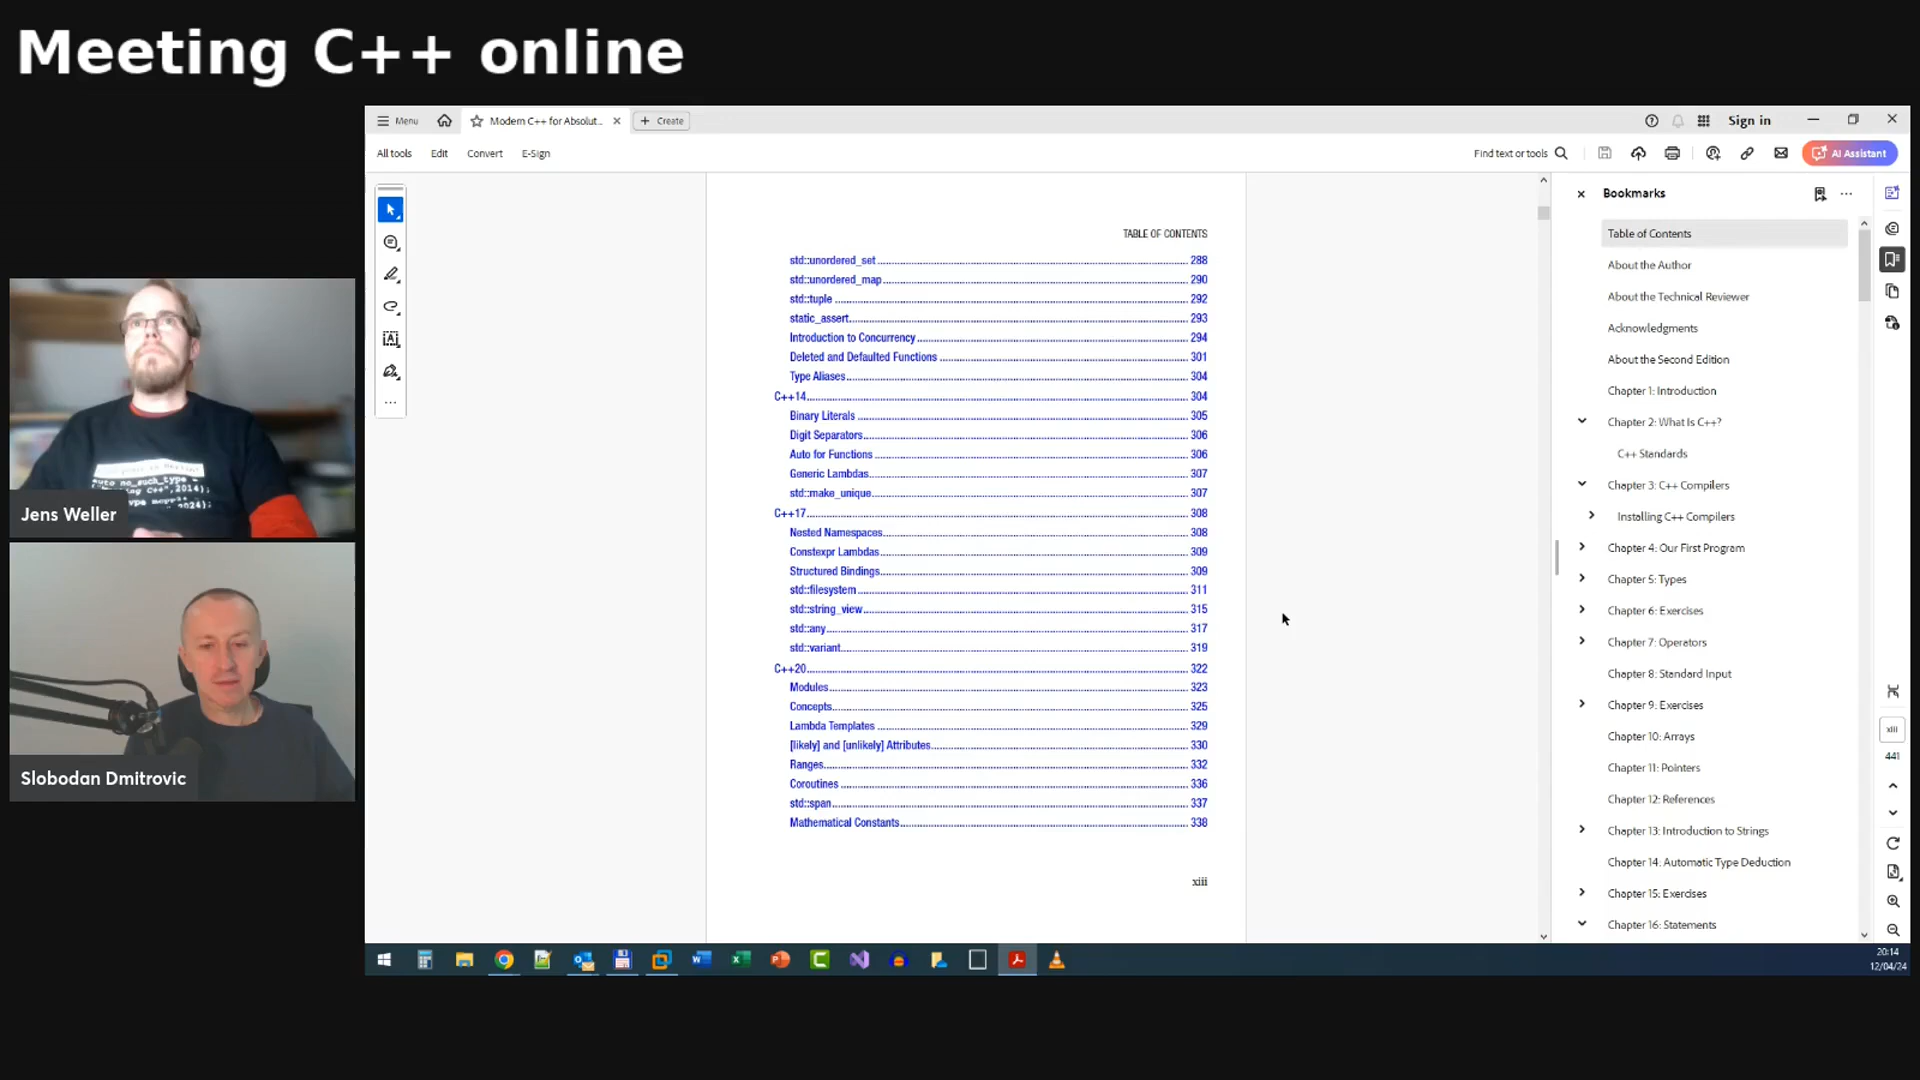 Meeting C++ online
Menu
Modern C++ for Absolut...
Create
Sign in
All tools
Edit
Convert
E-Sign
Find text or tools
AI Assistant
TABLE OF CONTENTS
std::unordered_set 288
std::unordered_map 290
std::tuple 292
static_assert 293
Introduction to Concurrency 294
Deleted and Defaulted Functions 301
Type Aliases 304
C++14 304
Binary Literals 305
Digit Separators 306
Auto for Functions 306
Generic Lambdas 307
std::make_unique 307
C++17 308
Nested Namespaces 308
Constexpr Lambdas 309
Structured Bindings 309
std::filesystem 311
std::string_view 315
std::any 317
std::variant 319
C++20 322
Modules 323
Concepts 325
Lambda Templates 329
[likely] and [unlikely] Attributes 330
Ranges 332
Coroutines 336
std::span 337
Mathematical Constants 338
xiii
Bookmarks
Table of Contents
About the Author
About the Technical Reviewer
Acknowledgments
About the Second Edition
Chapter 1: Introduction
Chapter 2: What Is C++?
C++ Standards
Chapter 3: C++ Compilers
Installing C++ Compilers
Chapter 4: Our First Program
Chapter 5: Types
Chapter 6: Exercises
Chapter 7: Operators
Chapter 8: Standard Input
Chapter 9: Exercises
Chapter 10: Arrays
Chapter 11: Pointers
Chapter 12: References
Chapter 13: Introduction to Strings
Chapter 14: Automatic Type Deduction
Chapter 15: Exercises
Chapter 16: Statements
xiii
441
auto no_such_type =
C++",2014);
2024);
Jens Weller
Slobodan Dmitrovic
20:14
12/04/24